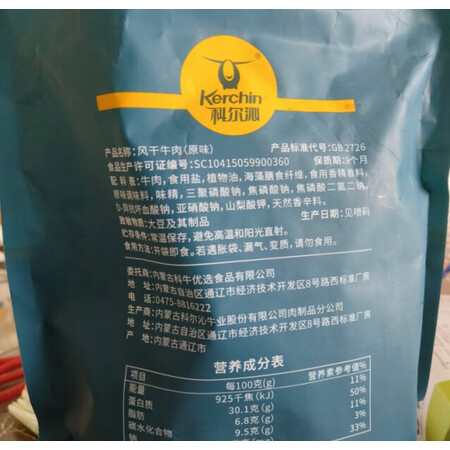 Kerchin
科尔沁
产品名称:风干牛肉(原味)
产品标准代号:GB 2726
食品生产许可证编号:SC10415059900360
保质期:9个月
配 料 表:牛肉,食用盐,植物油,海藻膳食纤维,食用香精香料,
原味调味料,味精,三聚磷酸钠,焦磷酸钠,焦磷酸二氢二钠,
D-异抗坏血酸钠,亚硝酸钠,山梨酸钾,天然香辛料。
致敏物质:大豆及其制品
生产日期:见喷码
贮存条件:常温保存,避免高温和阳光直射。
食用方法:开袋即食。若遇胀袋、漏气、变质,请勿食用。
委托商:内蒙古科牛优选食品有限公司
地 址:内蒙古自治区通辽市经济技术开发区8号路西标准厂房
电 话:0475-8816222
生产商:内蒙古科尔沁牛业股份有限公司肉制品分公司
地 址:内蒙古自治区通辽市经济技术开发区8号路西标准厂房
产 地:内蒙古通辽市
营养成分表
项目 每100克(g) 营养素参考值%
能量 925千焦(kJ) 11%
蛋白质 30.1克(g) 50%
脂肪 6.8克(g) 11%
碳水化合物 9.5克(g) 3%
钠 33%